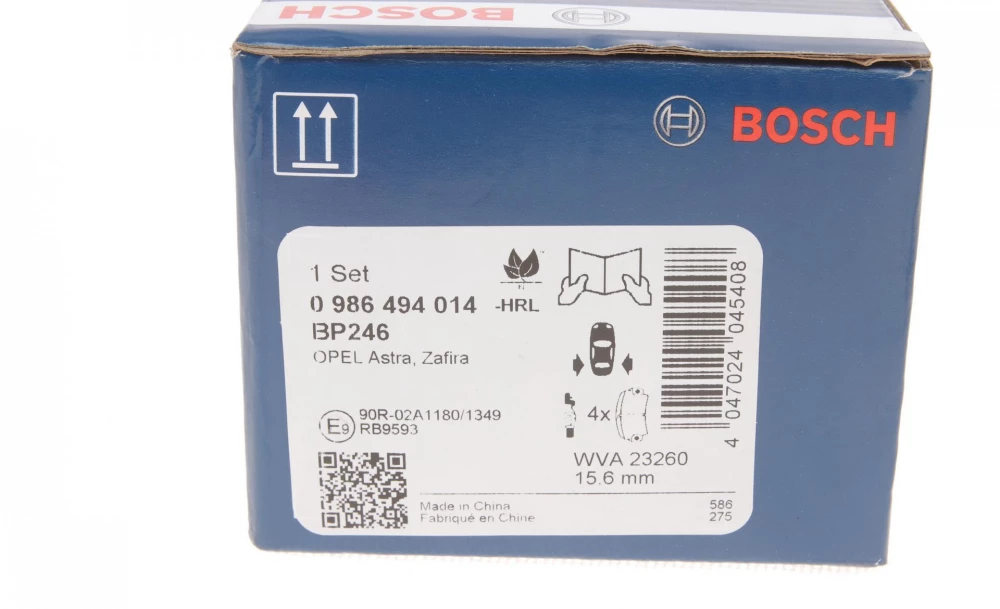 BOSCH
BOSCH
1 Set
0 986 494 014 -HRL
BP246
OPEL Astra, Zafira
E9 90R-02A1180/1349
RB9593
4x
WVA 23260
15.6 mm
Made in China
Fabriqué en Chine
586
275
4 047024 045408